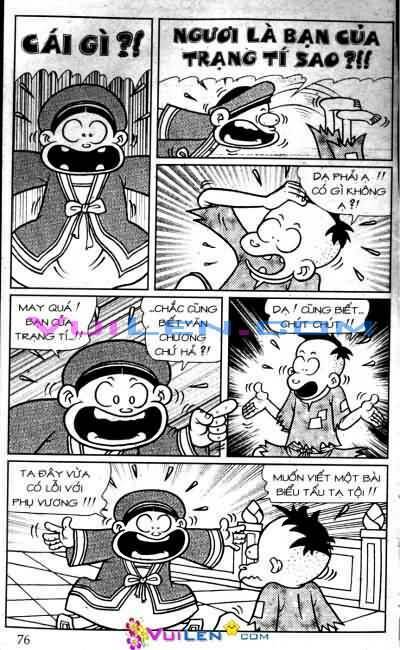 CÁI GÌ ?!
NGƯƠI LÀ BẠN CỦA
TRẠNG TÍ SAO ?!!
DẠ PHẢI Ạ !!
CÓ GÌ KHÔNG
Ạ ?!
MAY QUÁ !
BẠN CỦA
TRẠNG TÍ..!!
..CHẮC CŨNG
BIẾT VĂN
CHƯƠNG
CHỨ HẢ ?!
DẠ ! CŨNG BIẾT..
CHÚT CHÚT !!
VUILEN.COM
TA ĐÂY VỪA
CÓ LỖI VỚI
PHỤ VƯƠNG !!!
MUỐN VIẾT MỘT BÀI
BIỂU TẤU TẠ TỘI !!
76
VUILEN.COM